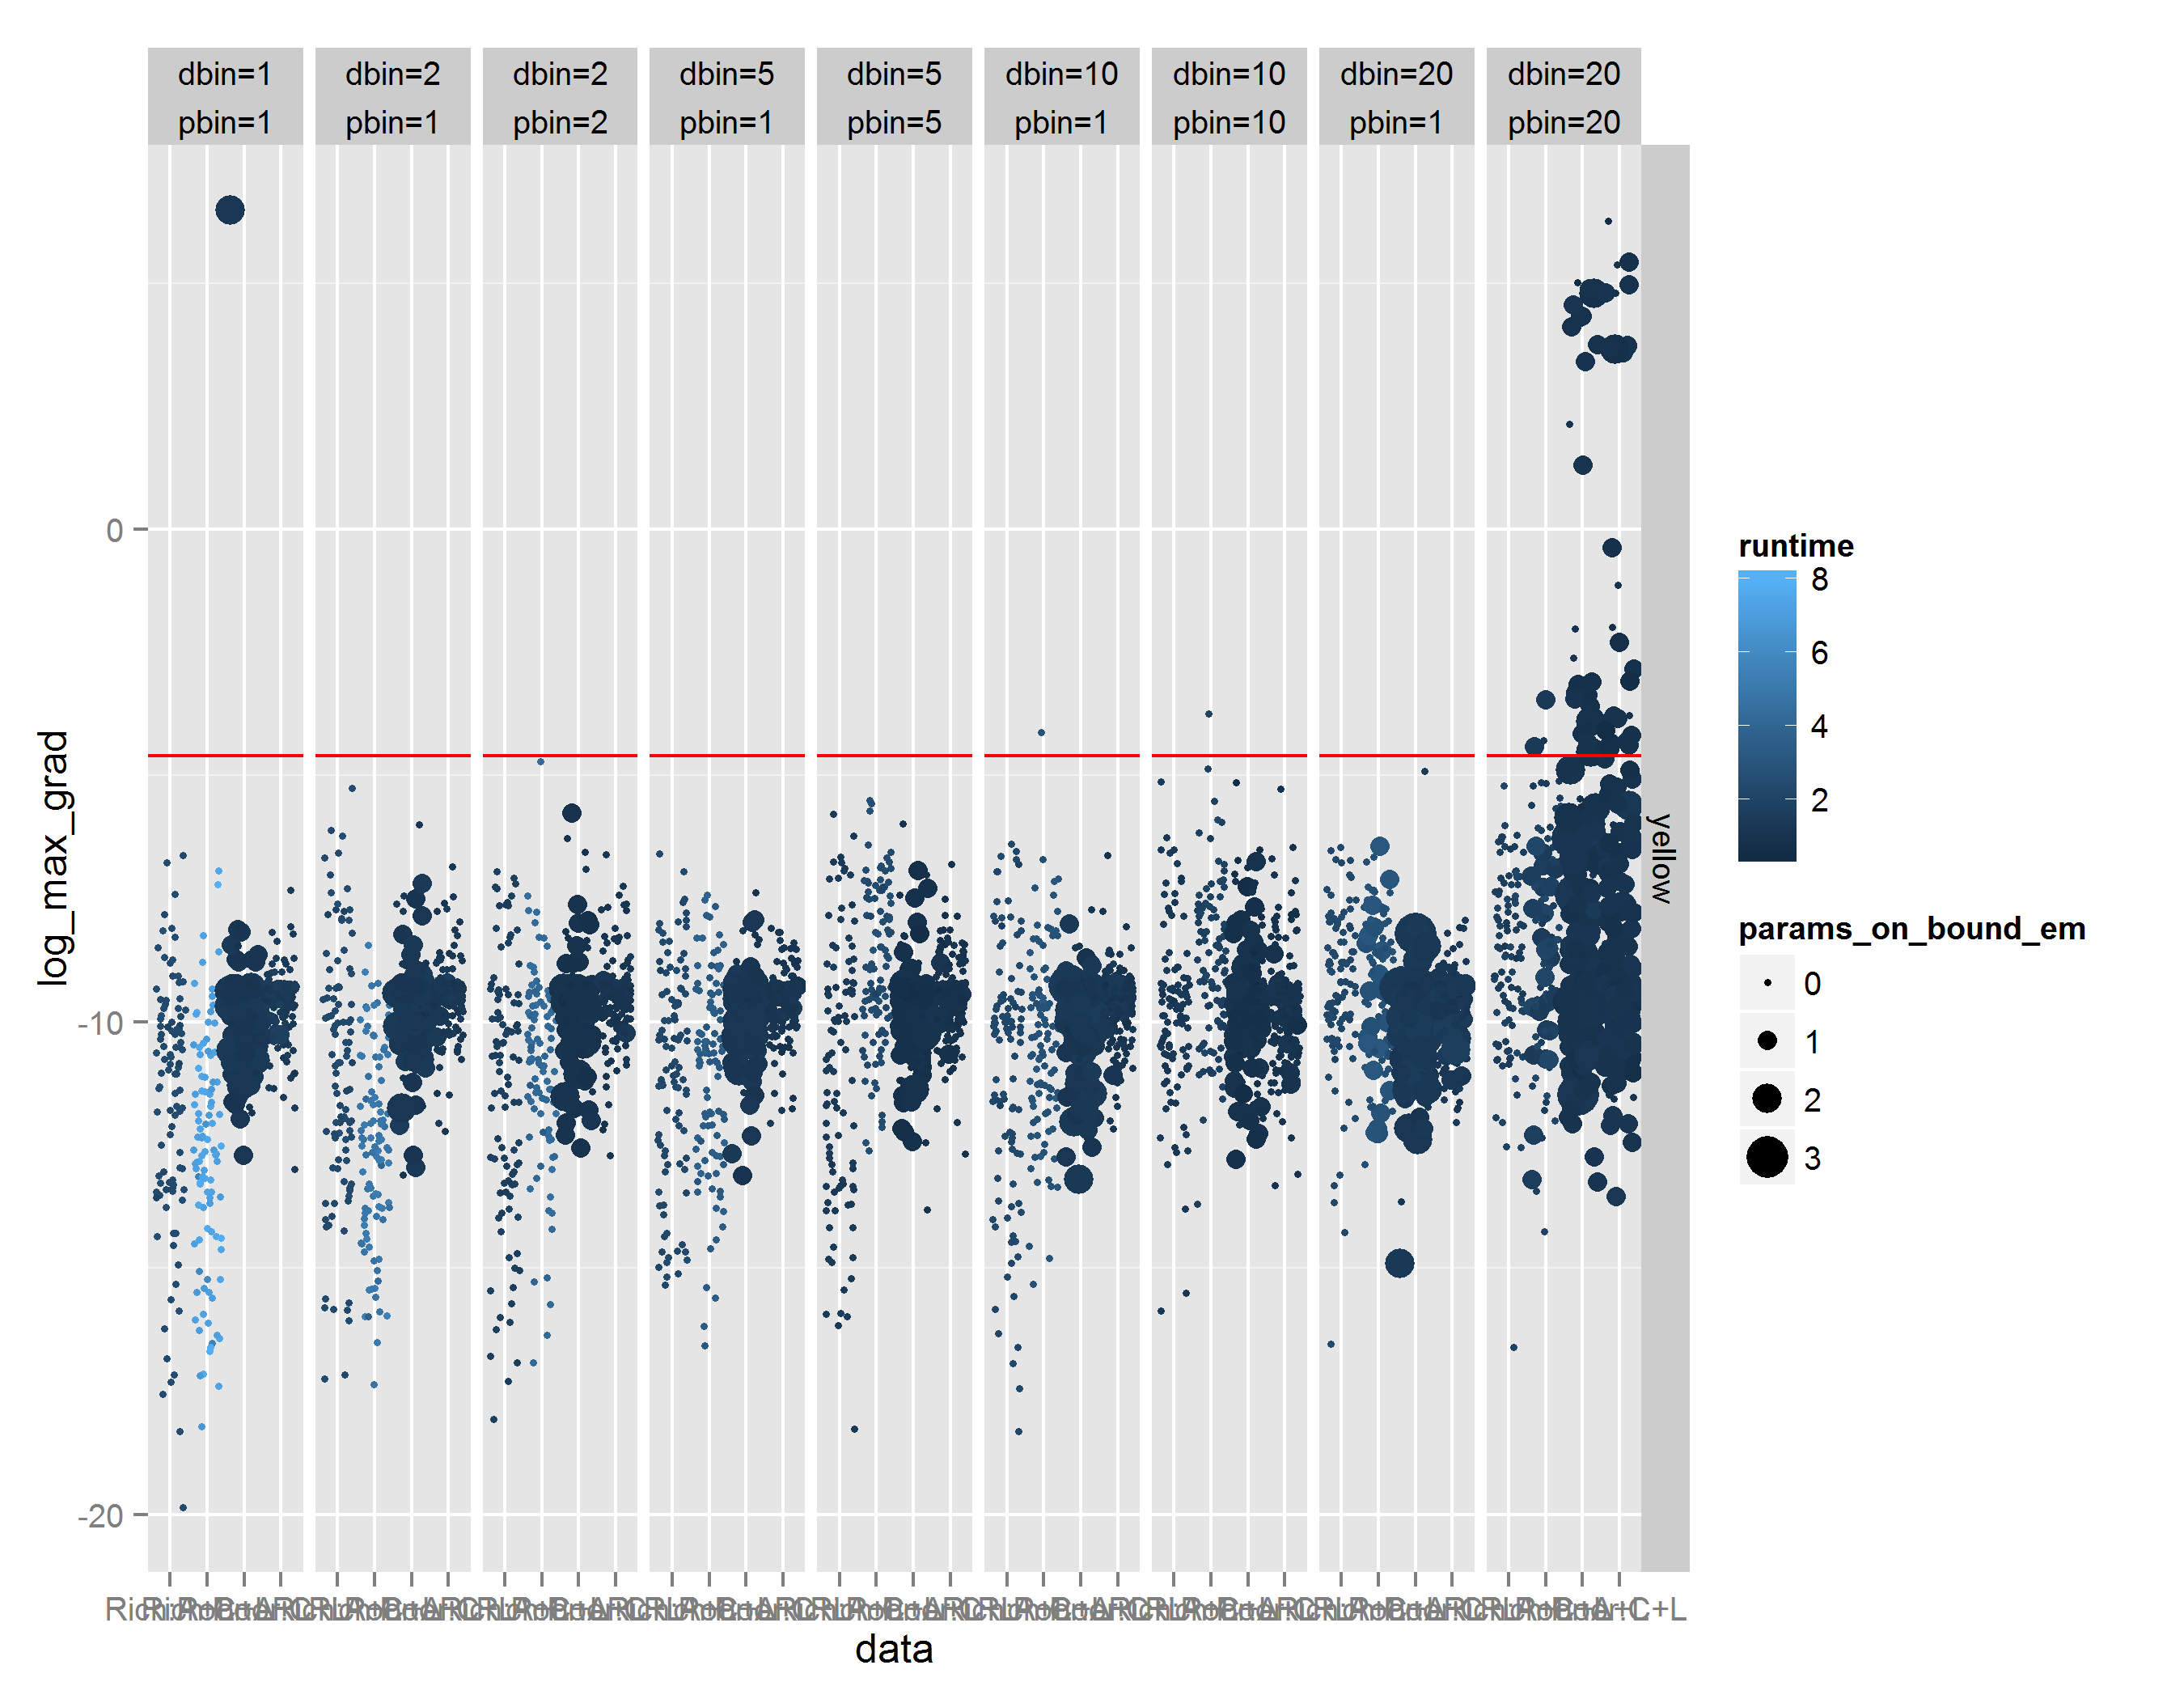 dbin=1 dbin=2 dbin=2 dbin=5 dbin=5 dbin=10 dbin=10 dbin=20 dbin=20
pbin=1 pbin=1 pbin=2 pbin=1 pbin=5 pbin=1 pbin=10 pbin=1 pbin=20
yellow
log_max_grad
0
-10
-20
data
runtime
8
6
4
2
params_on_bound_em
0
1
2
3